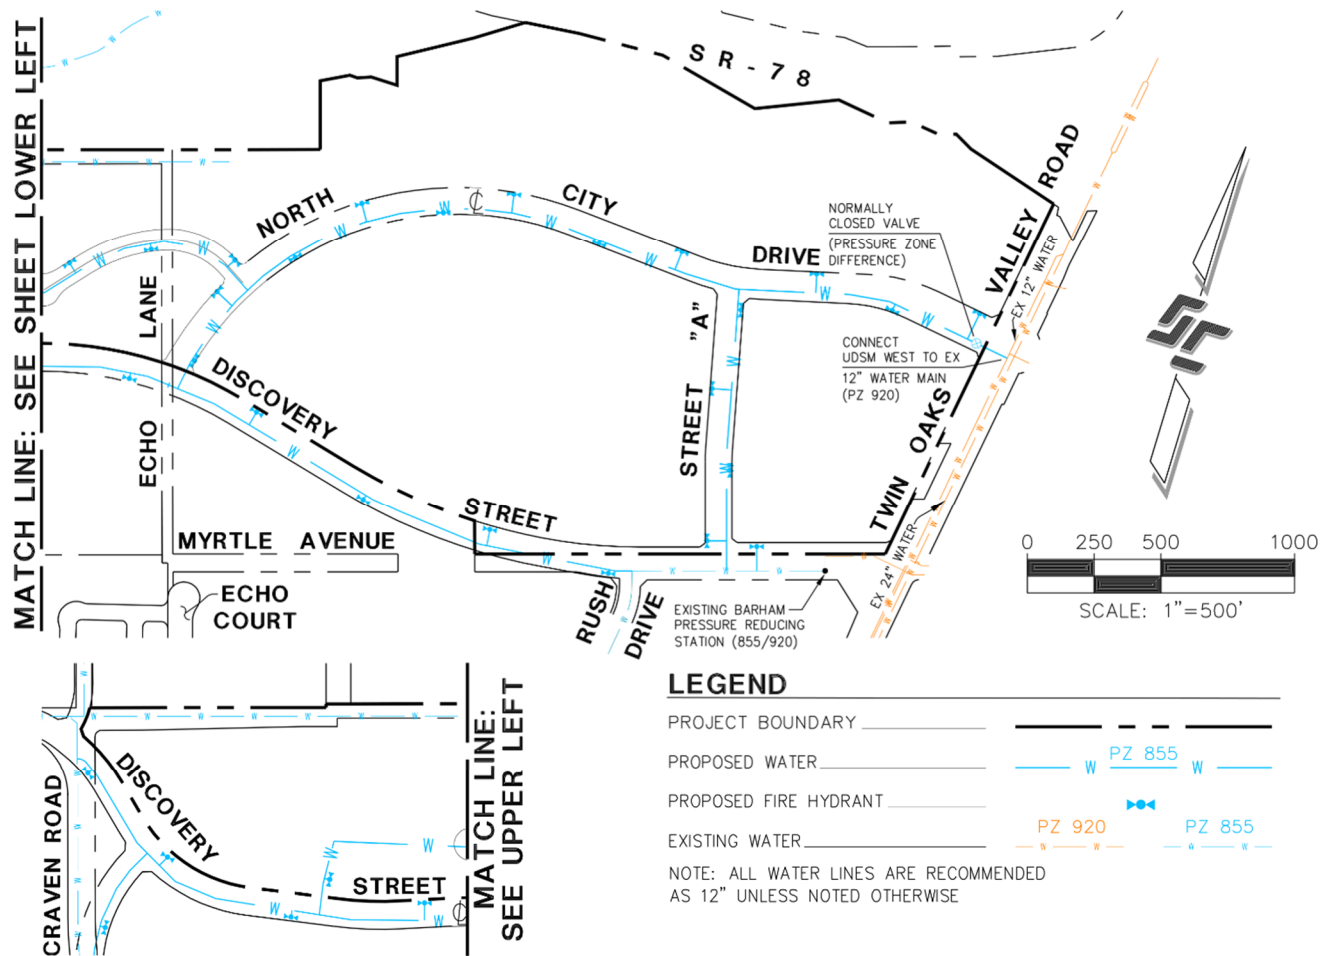 MATCH LINE: SEE SHEET LOWER LEFT
SR-78
NORTH CITY DRIVE
NORMALLY
CLOSED VALVE
(PRESSURE ZONE
DIFFERENCE)
TWIN OAKS VALLEY ROAD
EX 12" WATER
ECHO LANE
DISCOVERY STREET
STREET "A"
CONNECT
UDSM WEST TO EX
12" WATER MAIN
(PZ 920)
EX 24" WATER
MYRTLE AVENUE
ECHO
COURT
RUSH
DRIVE
EXISTING BARHAM
PRESSURE REDUCING
STATION (855/920)
0 250 500 1000
SCALE: 1"=500'
CRAVEN ROAD
DISCOVERY STREET
MATCH LINE:
SEE UPPER LEFT
LEGEND
PROJECT BOUNDARY
PROPOSED WATER PZ 855 W W
PROPOSED FIRE HYDRANT
EXISTING WATER PZ 920 PZ 855
NOTE: ALL WATER LINES ARE RECOMMENDED
AS 12" UNLESS NOTED OTHERWISE